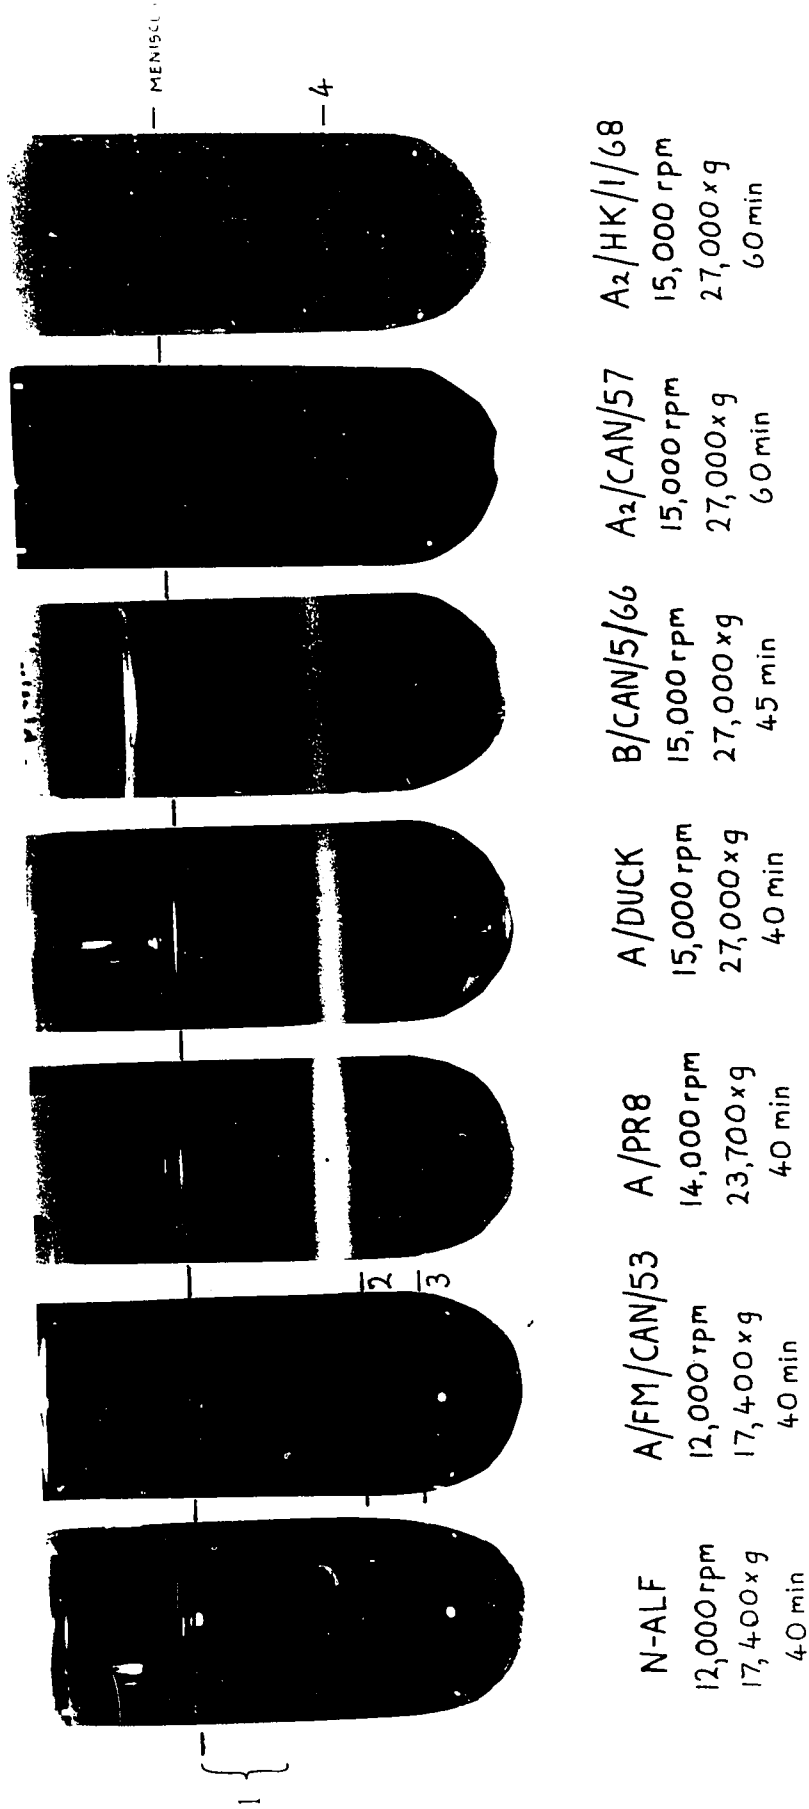 1
N-ALF
12,000 rpm
17,400 x g
40 min
2
3
A/FM/CAN/53
12,000 rpm
17,400 x g
40 min
A/PR8
14,000 rpm
23,700 x g
40 min
A/DUCK
15,000 rpm
27,000 x g
40 min
B/CAN/5/66
15,000 rpm
27,000 x g
45 min
A2/CAN/57
15,000 rpm
27,000 x g
60 min
A2/HK/1/68
15,000 rpm
27,000 x g
60 min
MENISCU
4